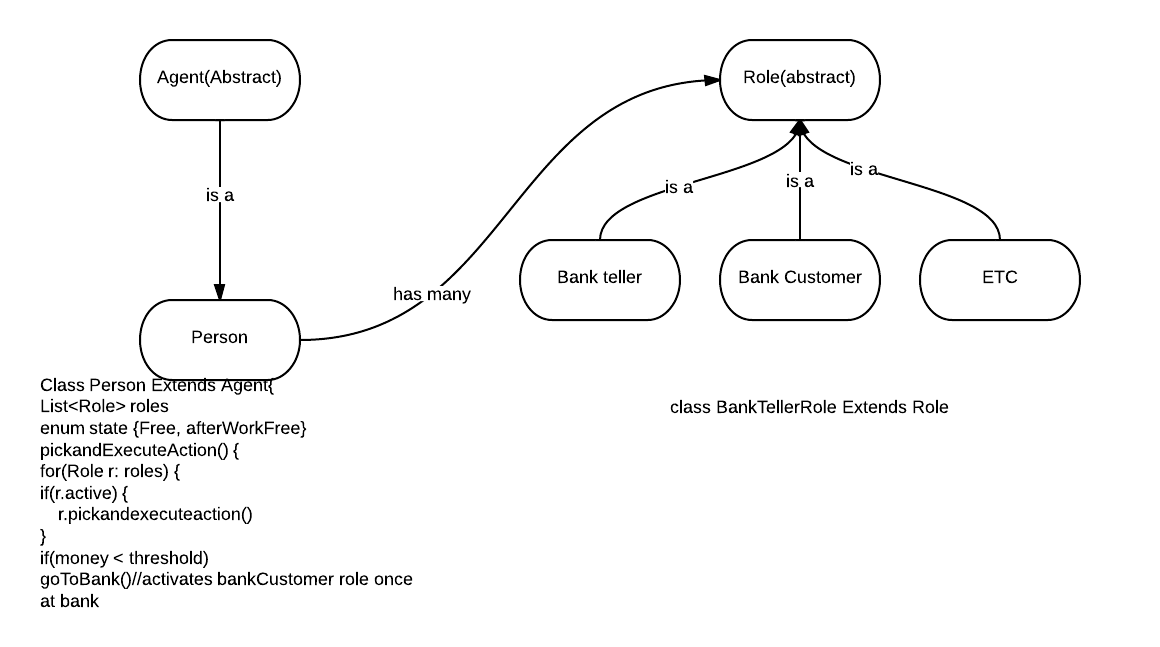 Agent(Abstract)
Role(abstract)
is a
is a
is a
is a
Bank teller
Bank Customer
ETC
has many
Person
Class Person Extends Agent{
List<Role> roles
enum state {Free, afterWorkFree}
pickandExecuteAction() {
for(Role r: roles) {
if(r.active) {
    r.pickandexecuteaction()
}
if(money < threshold)
goToBank()//activates bankCustomer role once
at bank
class BankTellerRole Extends Role